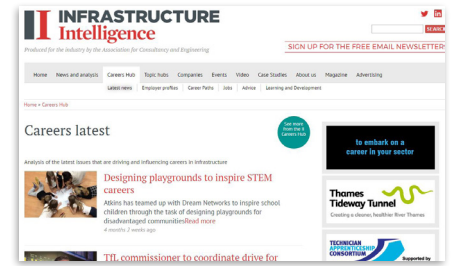 INFRASTRUCTURE
Intelligence
Produced for the industry by the Association for Consultancy and Engineering
SEARCH
SIGN UP FOR THE FREE EMAIL NEWSLETTERS
Home News and analysis Careers Hub Topic hubs Companies Events Video Case Studies About us Magazine Advertising
Latest news Employer profiles Career Paths Jobs Advice Learning and Development
Home » Careers Hub
Careers latest
See more
from the II
Careers Hub
Analysis of the latest issues that are driving and influencing careers in infrastructure
Designing playgrounds to inspire STEM
careers
Atkins has teamed up with Dream Networks to inspire school
children through the task of designing playgrounds for
disadvantaged communitiesRead more
4 months 2 weeks ago
TfL commissioner to coordinate drive for
to embark on a
career in your sector
Thames
Tideway Tunnel
Creating a cleaner, healthier River Thames
TECHNICIAN
APPRENTICESHIP
CONSORTIUM
Supported by